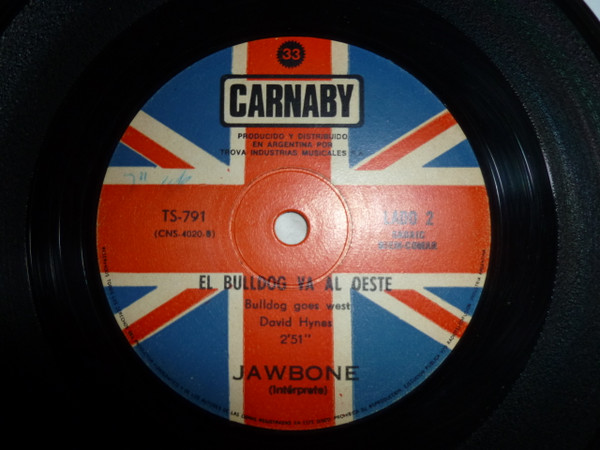 33
CARNABY
PRODUCIDO Y DISTRIBUIDO
EN ARGENTINA POR
TROVA INDUSTRIAS MUSICALES S.A.
TS-791
(CNS-4020-B)
LADO 2
EL BULLDOG VA AL OESTE
Bulldog goes west
David Hynes
2'51"
JAWBONE
(Intérprete)